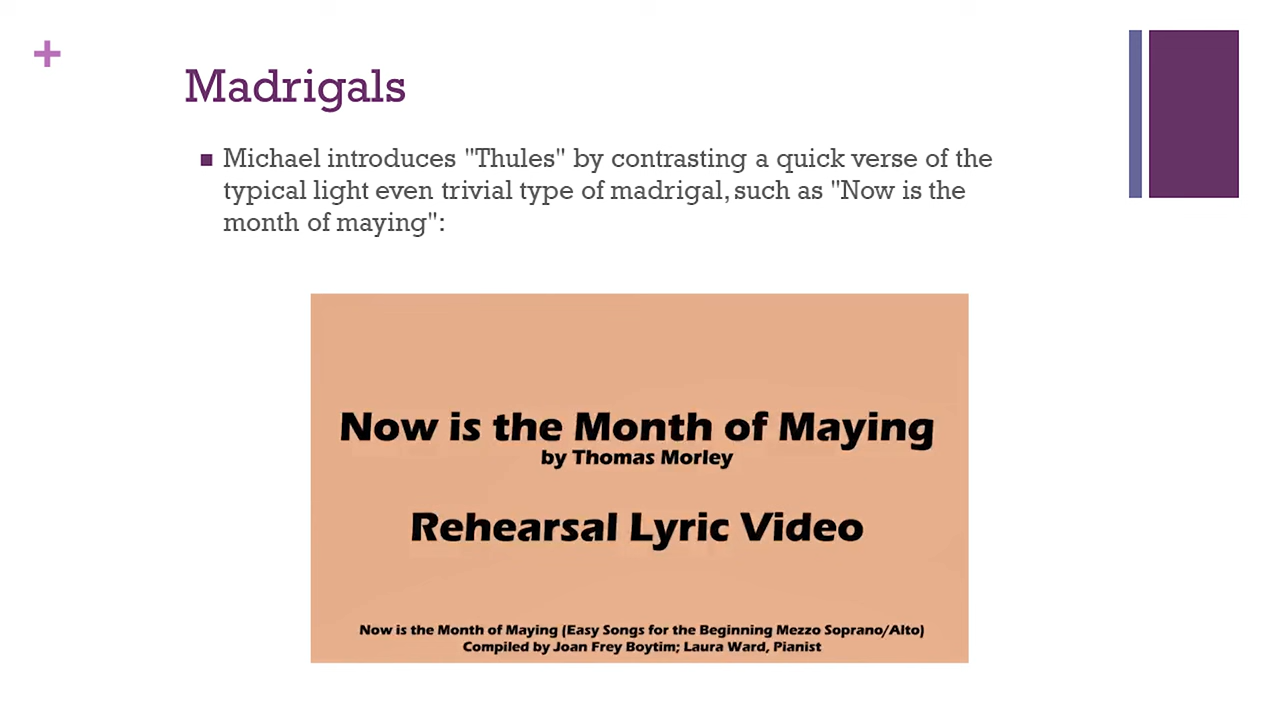 +
Madrigals
■ Michael introduces "Thules" by contrasting a quick verse of the
typical light even trivial type of madrigal, such as "Now is the
month of maying":
Now is the Month of Maying
by Thomas Morley
Rehearsal Lyric Video
Now is the Month of Maying (Easy Songs for the Beginning Mezzo Soprano/Alto)
Compiled by Joan Frey Boytim; Laura Ward, Pianist